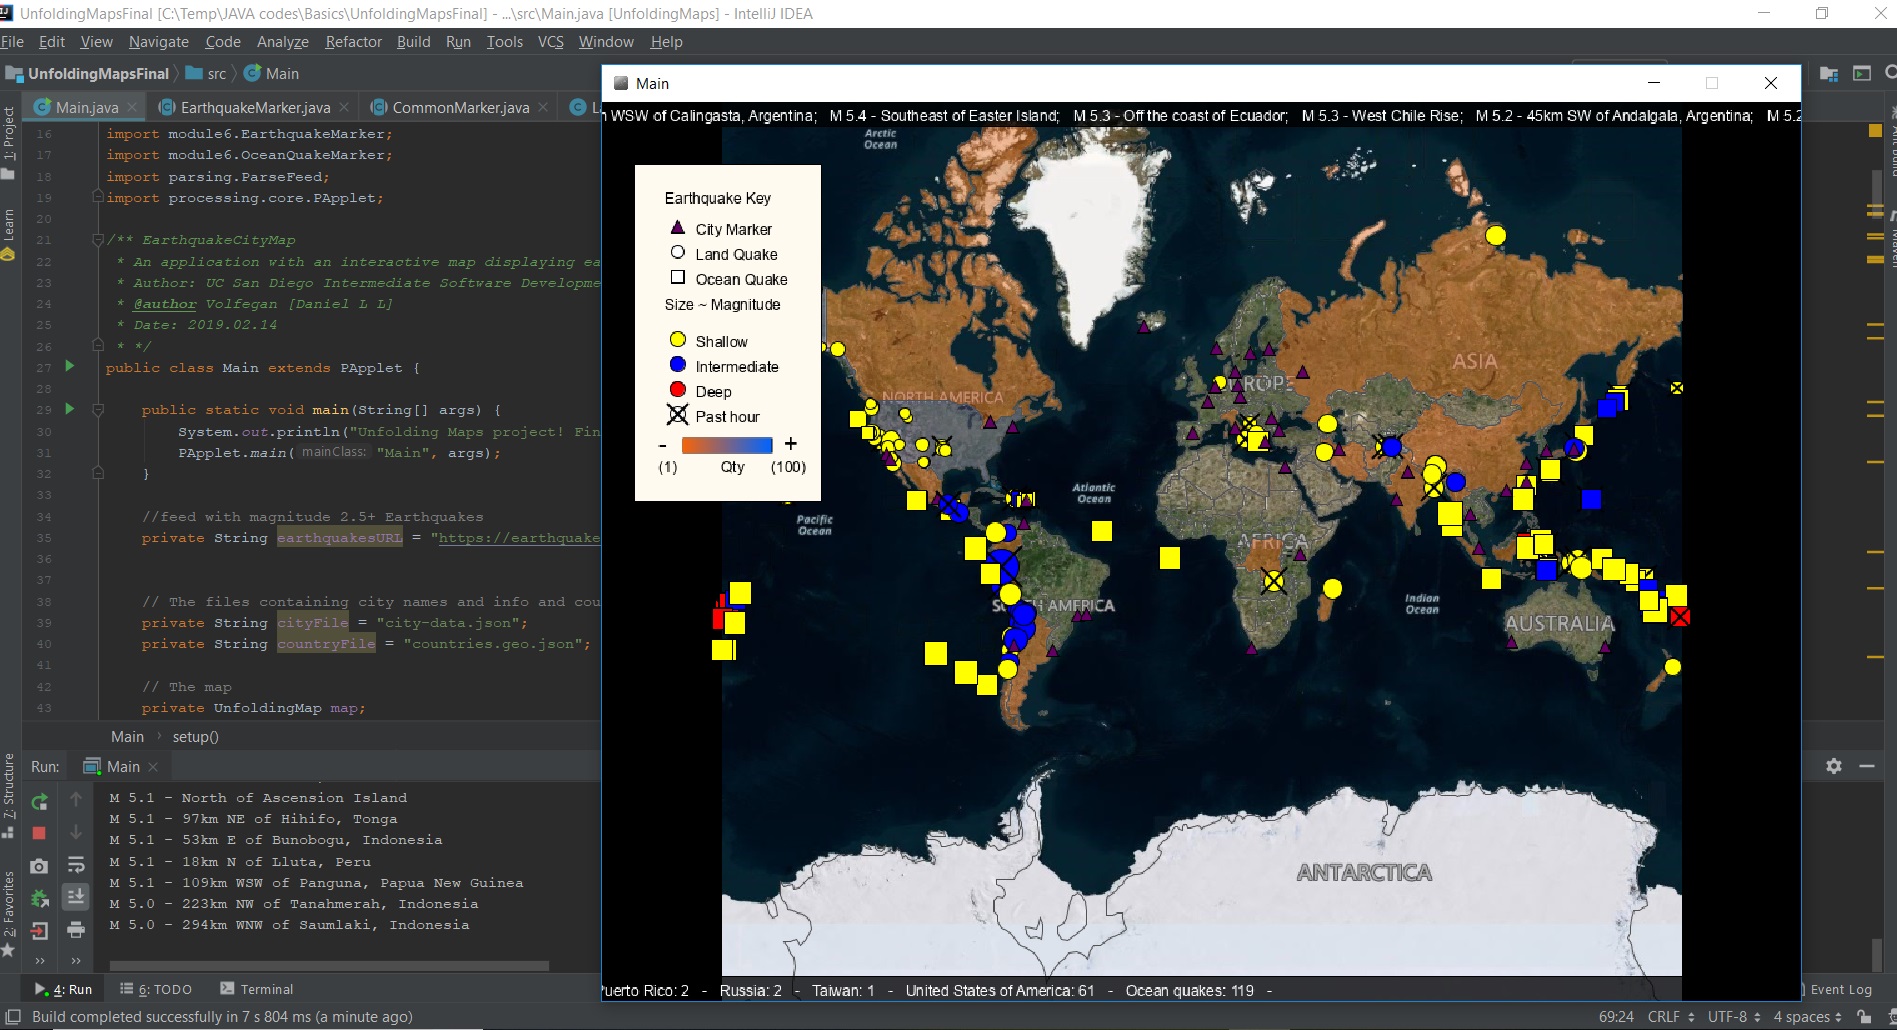 UnfoldingMapsFinal [C:\Temp\JAVA codes\Basics\UnfoldingMapsFinal] - ...\src\Main.java [UnfoldingMaps] - IntelliJ IDEA
File Edit View Navigate Code Analyze Refactor Build Run Tools VCS Window Help
UnfoldingMapsFinal src Main
Main.java EarthquakeMarker.java CommonMarker.java
1: Project
Learn
7: Structure
2: Favorites
16 import module6.EarthquakeMarker;
17 import module6.OceanQuakeMarker;
18 import parsing.ParseFeed;
19 import processing.core.PApplet;
20
21 /** EarthquakeCityMap
22 * An application with an interactive map displaying ea
23 * Author: UC San Diego Intermediate Software Developme
24 * @author Volfegan [Daniel L L]
25 * Date: 2019.02.14
26 * */
27 public class Main extends PApplet {
28
29 public static void main(String[] args) {
30 System.out.println("Unfolding Maps project! Fin
31 PApplet.main( mainClass: "Main", args);
32 }
33
34 //feed with magnitude 2.5+ Earthquakes
35 private String earthquakesURL = "https://earthquake
36
37
38 // The files containing city names and info and cou
39 private String cityFile = "city-data.json";
40 private String countryFile = "countries.geo.json";
41
42 // The map
43 private UnfoldingMap map;
Main › setup()
Run: Main
M 5.1 - North of Ascension Island
M 5.1 - 97km NE of Hihifo, Tonga
M 5.1 - 53km E of Bunobogu, Indonesia
M 5.1 - 18km N of Lluta, Peru
M 5.1 - 109km WSW of Panguna, Papua New Guinea
M 5.0 - 223km NW of Tanahmerah, Indonesia
M 5.0 - 294km WNW of Saumlaki, Indonesia
4: Run 6: TODO Terminal
Event Log
Build completed successfully in 7 s 804 ms (a minute ago)
69:24 CRLF UTF-8 4 spaces
Main
WSW of Calingasta, Argentina; M 5.4 - Southeast of Easter Island; M 5.3 - Off the coast of Ecuador; M 5.3 - West Chile Rise; M 5.2 - 45km SW of Andalgala, Argentina; M 5.2
Arctic
Ocean
Earthquake Key
City Marker
Land Quake
Ocean Quake
Size ~ Magnitude
Shallow
Intermediate
Deep
Past hour
- +
(1) Qty (100)
NORTH AMERICA
EUROPE
ASIA
Atlantic
Ocean
Pacific
Ocean
AFRICA
SOUTH AMERICA
Indian
Ocean
AUSTRALIA
ANTARCTICA
Puerto Rico: 2 - Russia: 2 - Taiwan: 1 - United States of America: 61 - Ocean quakes: 119 -